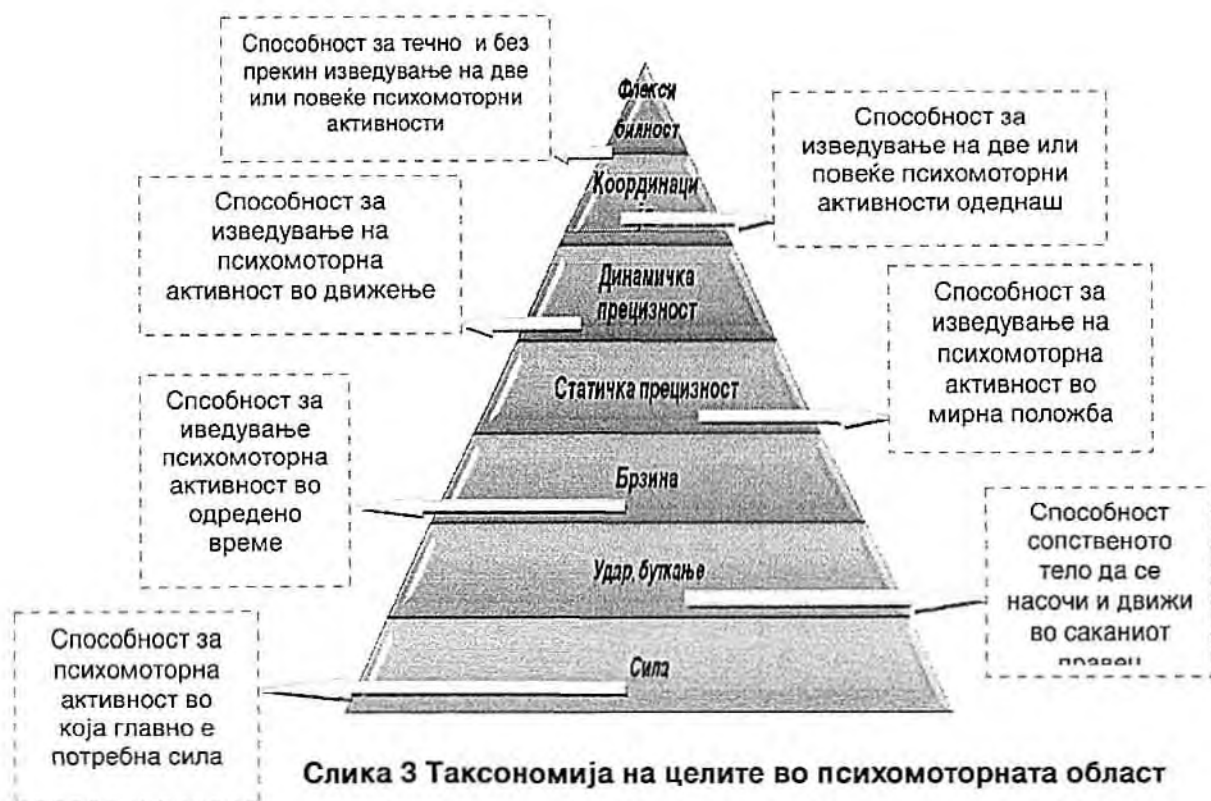 Способност за течно и без
прекин изведување на две
или повеќе психомоторни
активности
Флекси
билност
Способност за
изведување на две или
повеќе психомоторни
активности одеднаш
Координаци
ја
Способност за
изведување на
психомоторна
активност во движење
Динамичка
прецизност
Способност за
изведување на
психомоторна
активност во
мирна положба
Статичка прецизност
Спсобност за
иведување
психомоторна
активност во
одредено
време
Брзина
Способност
сопственото
тело да се
насочи и движи
во саканиот
правец
Удар, буткање
Способност за
психомоторна
активност во
која главно е
потребна сила
Сила
Слика 3 Таксономија на целите во психомоторната област